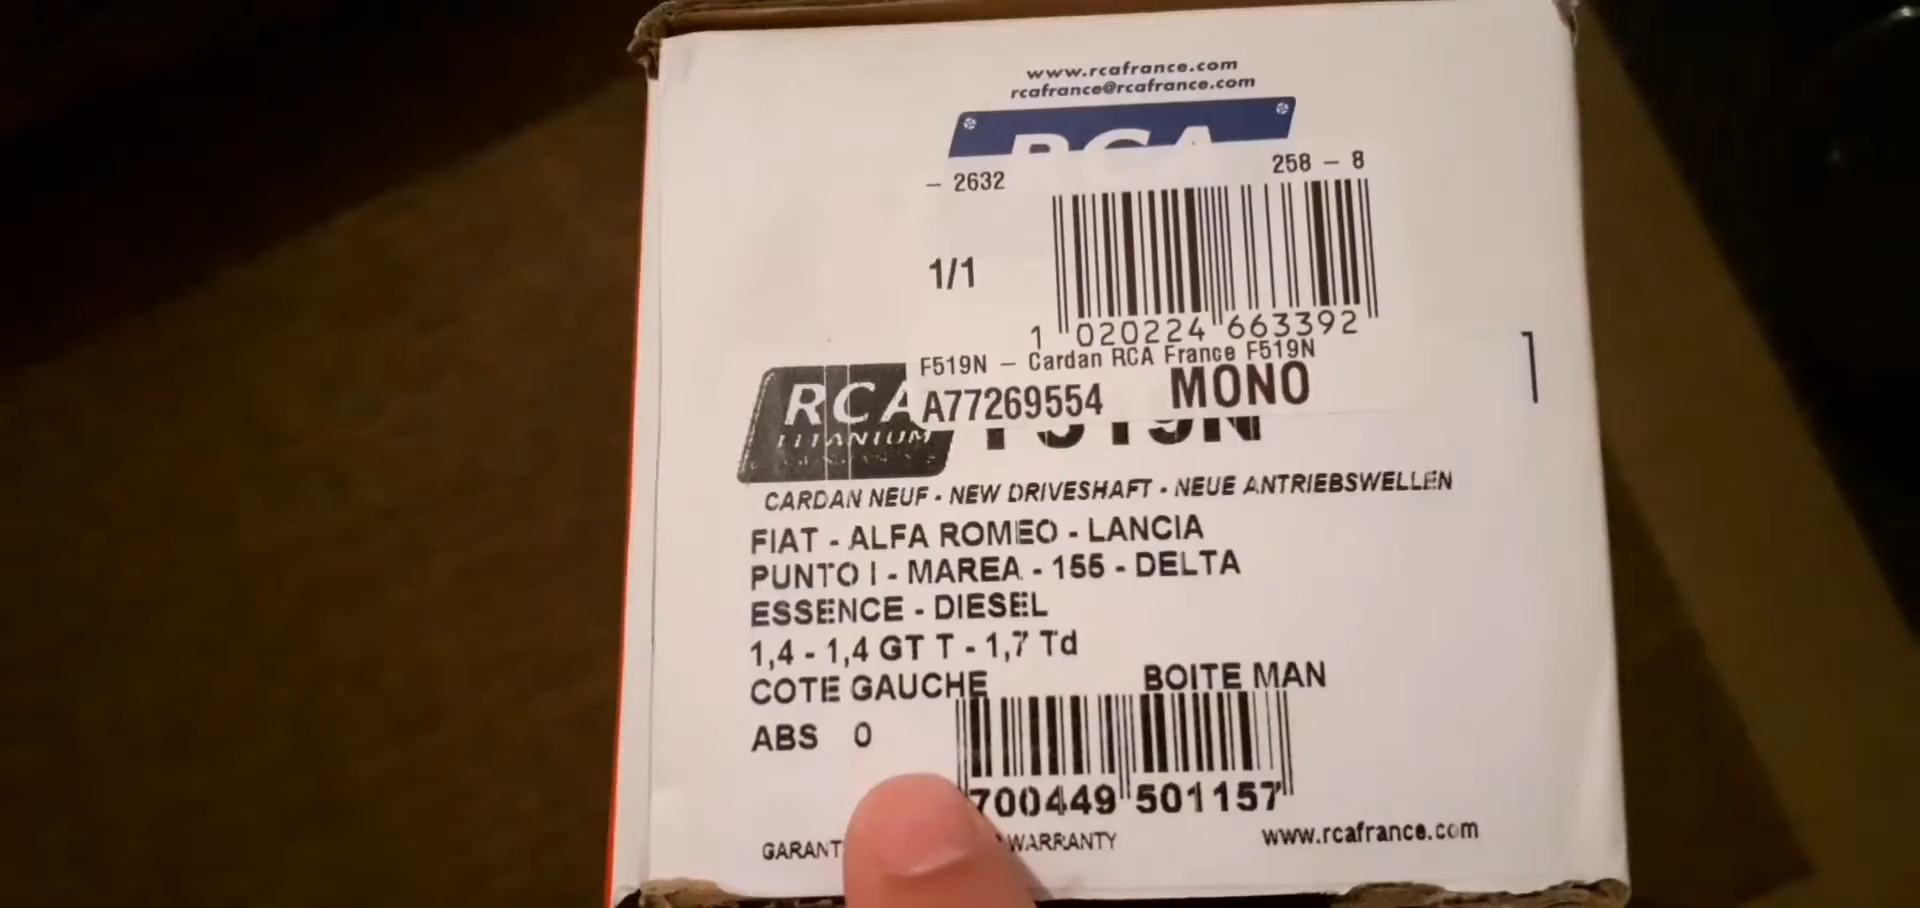 www.rcafrance.com
rcafrance@rcafrance.com
RCA
- 2632
258 - 8
1/1
1 020224 663392
F519N - Cardan RCA France F519N
A77269554 MONO
1
RCA
TITANIUM
F519N
CARDAN NEUF - NEW DRIVESHAFT - NEUE ANTRIEBSWELLEN
FIAT - ALFA ROMEO - LANCIA
PUNTO I - MAREA - 155 - DELTA
ESSENCE - DIESEL
1,4 - 1,4 GT T - 1,7 Td
COTE GAUCHE BOITE MAN
ABS 0
700449 501157
GARANT WARRANTY www.rcafrance.com